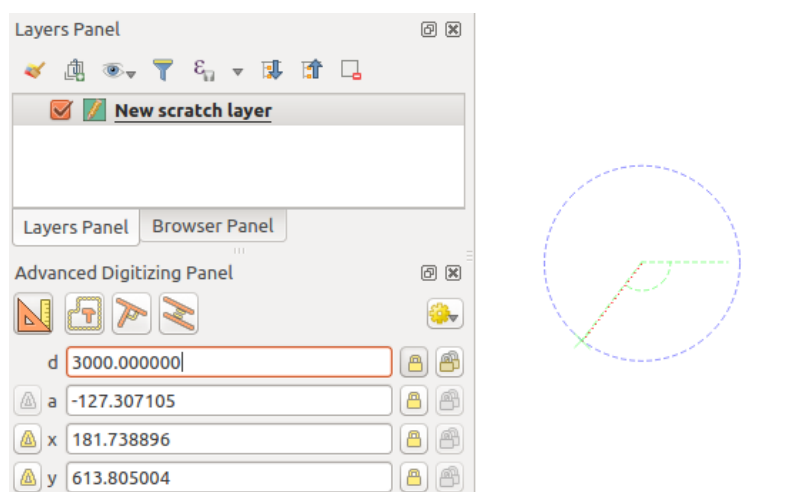 Layers Panel
New scratch layer
Layers Panel
Browser Panel
Advanced Digitizing Panel
d 3000.000000
a -127.307105
x 181.738896
y 613.805004